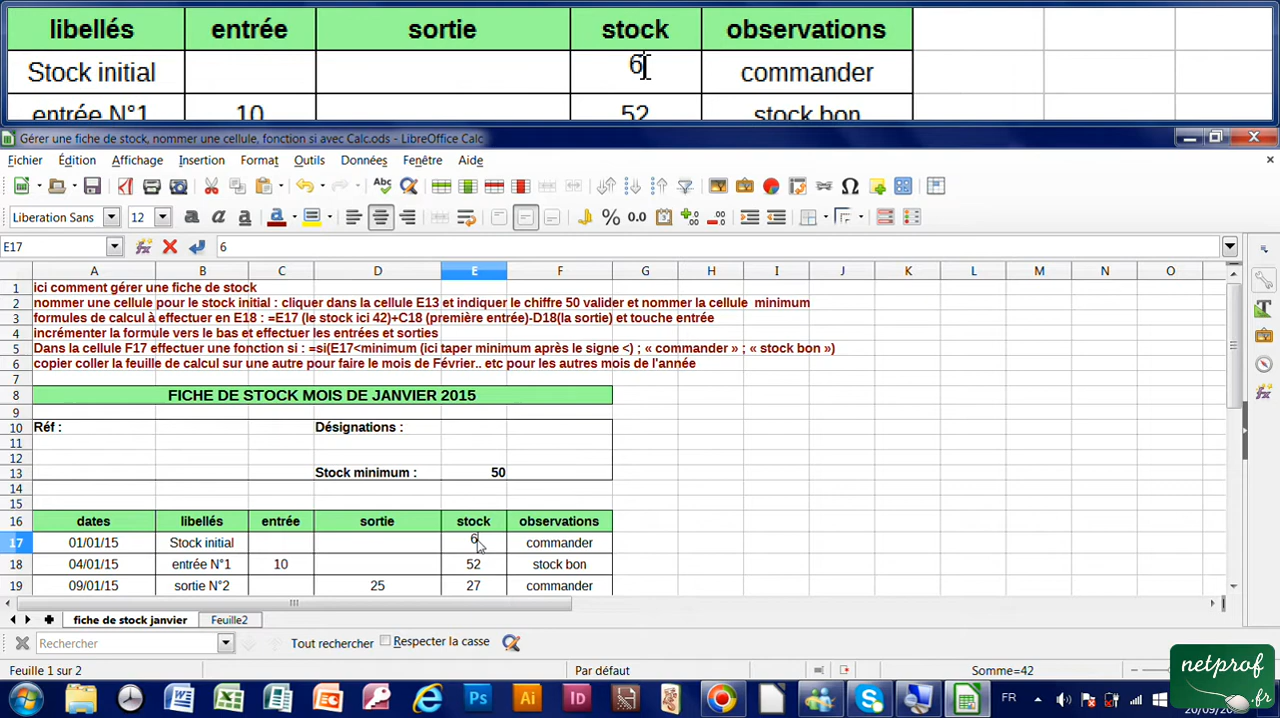 libellés entrée sortie stock observations
Stock initial 6 commander
entrée N°1 10 52 stock bon
Gérer une fiche de stock, nommer une cellule, fonction si avec Calc.ods - LibreOffice Calc
Fichier Édition Affichage Insertion Format Outils Données Fenêtre Aide
Liberation Sans 12
E17 6
A B C D E F G H I J K L M N O
1 ici comment gérer une fiche de stock
2 nommer une cellule pour le stock initial : cliquer dans la cellule E13 et indiquer le chiffre 50 valider et nommer la cellule minimum
3 formules de calcul à effectuer en E18 : =E17 (le stock ici 42)+C18 (première entrée)-D18(la sortie) et touche entrée
4 incrémenter la formule vers le bas et effectuer les entrées et sorties
5 Dans la cellule F17 effectuer une fonction si : =si(E17<minimum (ici taper minimum après le signe <) ; « commander » ; « stock bon »)
6 copier coller la feuille de calcul sur une autre pour faire le mois de Février.. etc pour les autres mois de l'année
7
8 FICHE DE STOCK MOIS DE JANVIER 2015
9
10 Réf : Désignations :
11
12
13 Stock minimum : 50
14
15
16 dates libellés entrée sortie stock observations
17 01/01/15 Stock initial 6 commander
18 04/01/15 entrée N°1 10 52 stock bon
19 09/01/15 sortie N°2 25 27 commander
fiche de stock janvier Feuille2
Rechercher Tout rechercher Respecter la casse
Feuille 1 sur 2 Par défaut Somme=42
FR
netprof.fr